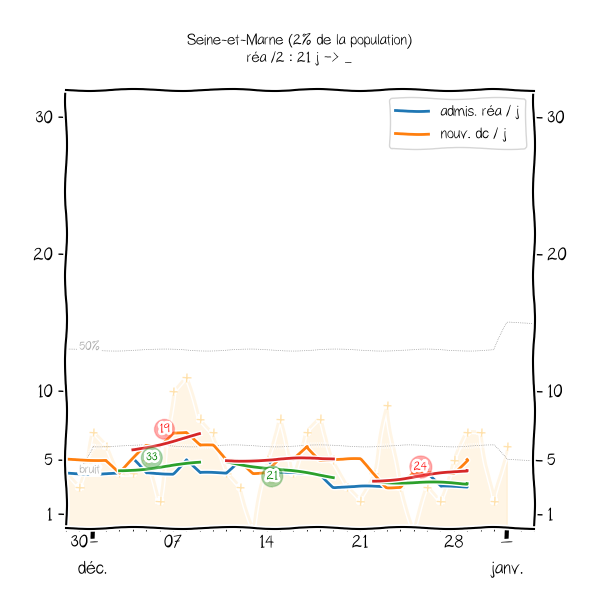 Seine-et-Marne (2% de la population)
réa /2 : 21 j -> _
admis. réa / j
nouv. dc / j
30
30
20
20
50%
10
10
19
33
24
21
5
5
bruit
1
1
30
07
14
21
28
déc.
janv.